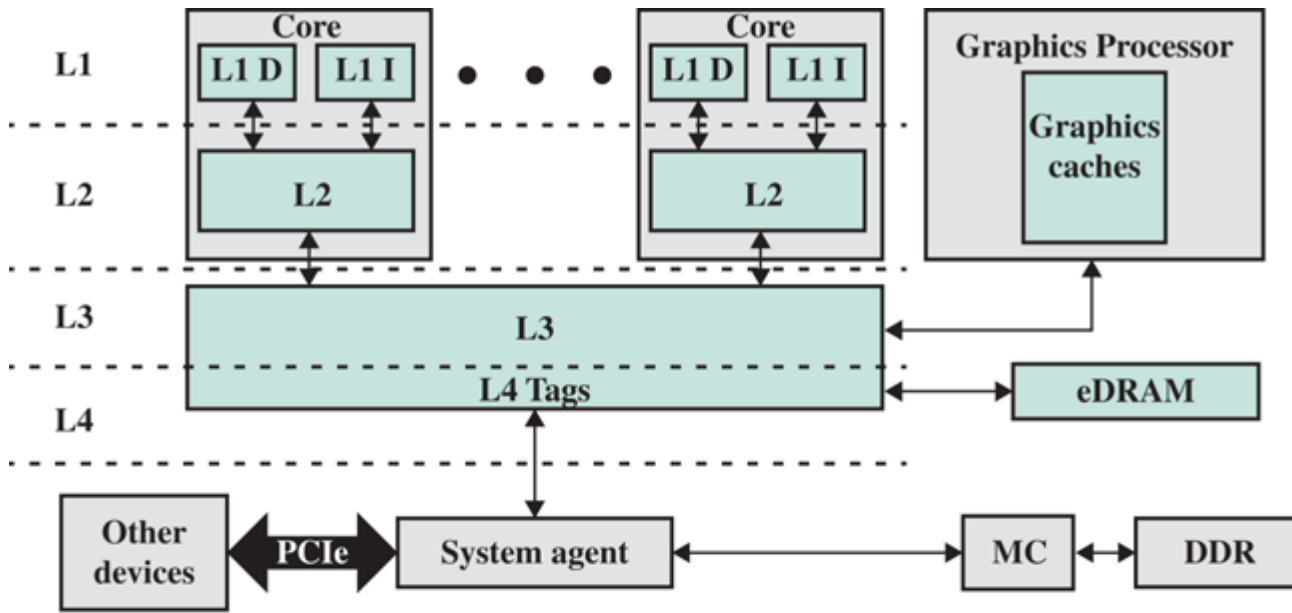 L1
Core
L1 D
L1 I
Core
L1 D
L1 I
Graphics Processor
Graphics
caches
L2
L2
L2
L3
L3
L4
L4 Tags
eDRAM
Other
devices
PCIe
System agent
MC
DDR